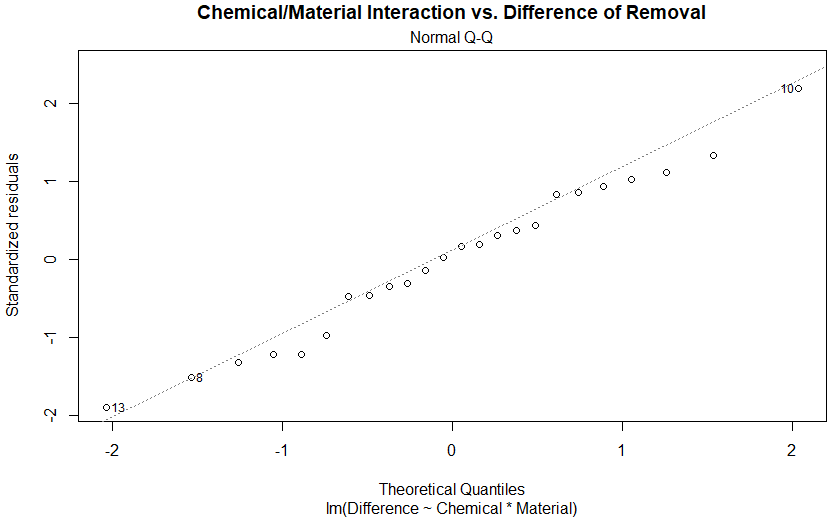 Chemical/Material Interaction vs. Difference of Removal
Normal Q-Q
Standardized residuals
2
1
0
-1
-2
10
8
13
-2
-1
0
1
2
Theoretical Quantiles
lm(Difference ~ Chemical * Material)